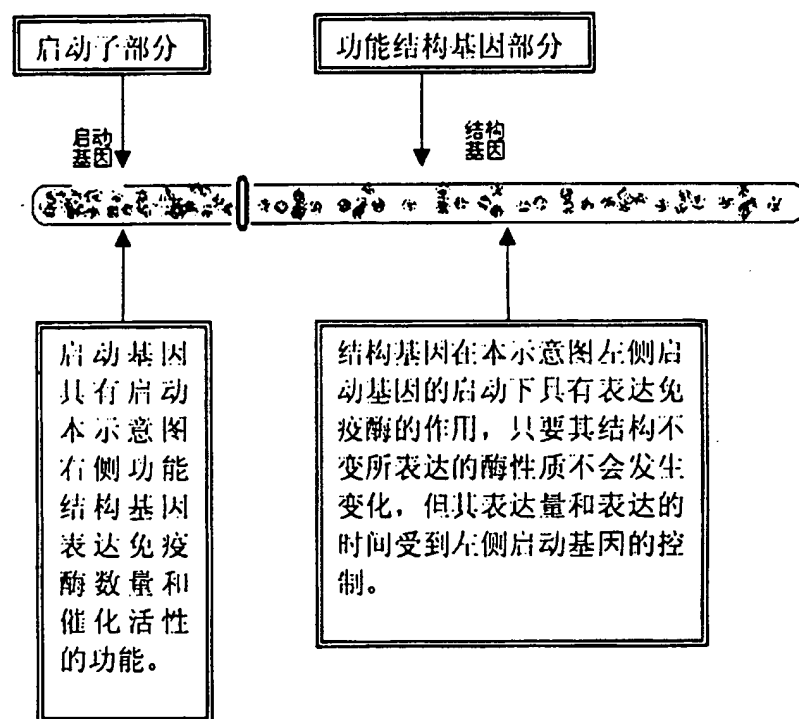 启动子部分
功能结构基因部分
启动
基因
结构
基因
启动基因
具有启动
本示意图
右侧功能
结构基因
表达免疫
酶数量和
催化活性
的功能。
结构基因在本示意图左侧启
动基因的启动下具有表达免
疫酶的作用，只要其结构不
变所表达的酶性质不会发生
变化，但其表达量和表达的
时间受到左侧启动基因的控
制。